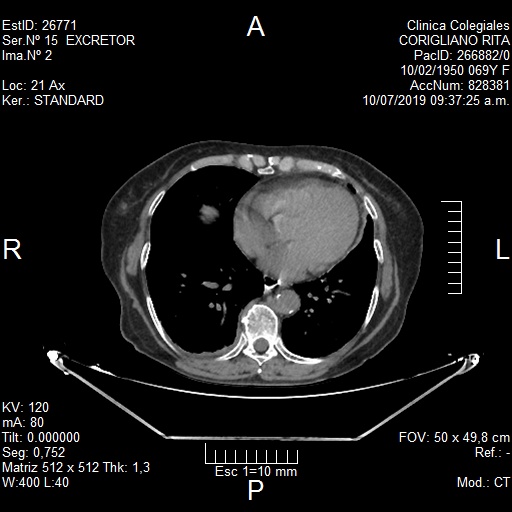 EstID: 26771
Ser.Nº 15  EXCRETOR
Ima.Nº 2
Loc: 21 Ax
Ker.: STANDARD
A
Clinica Colegiales
CORIGLIANO RITA
PacID: 266882/0
10/02/1950 069Y F
AccNum: 828381
10/07/2019 09:37:25 a.m.
R
L
KV: 120
mA: 80
Tilt: 0.000000
Seg: 0,752
Matriz 512 x 512 Thk: 1,3
W:400 L:40
Esc 1=10 mm
P
FOV: 50 x 49,8 cm
Ref.: -
Mod.: CT